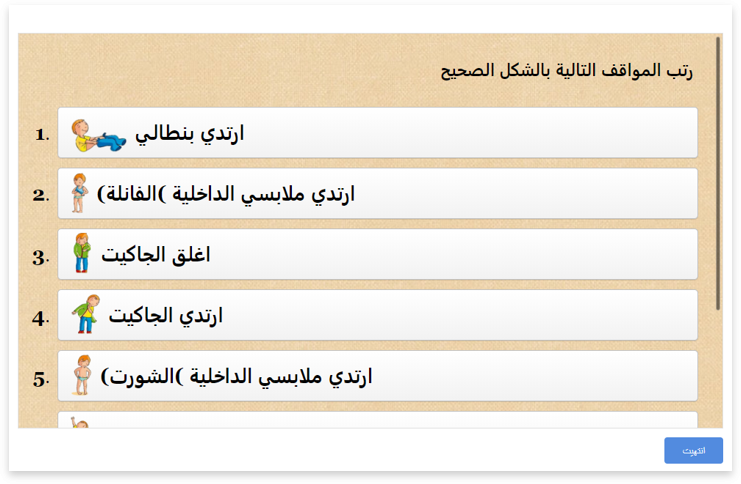 رتب المواقف التالية بالشكل الصحيح
1. ارتدي بنطالي
2. ارتدي ملابسي الداخلية )الفانلة(
3. اغلق الجاكيت
4. ارتدي الجاكيت
5. ارتدي ملابسي الداخلية )الشورت(
انتهيت